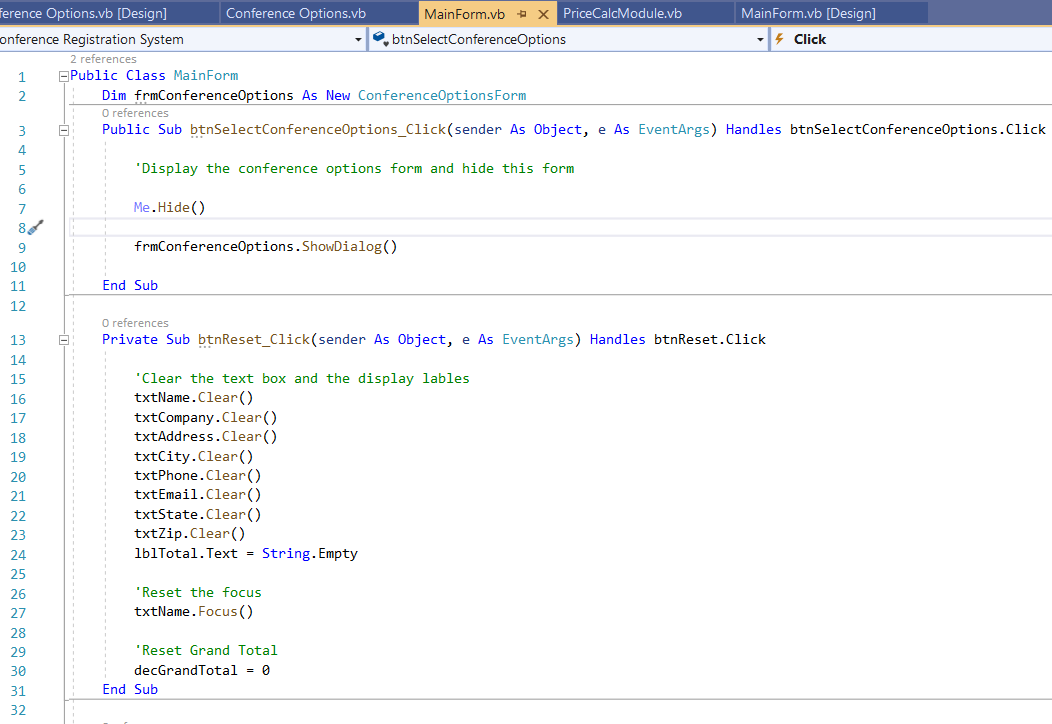 ference Options.vb [Design] Conference Options.vb MainForm.vb PriceCalcModule.vb MainForm.vb [Design]
onference Registration System btnSelectConferenceOptions Click
2 references
1 Public Class MainForm
2 Dim frmConferenceOptions As New ConferenceOptionsForm
0 references
3 Public Sub btnSelectConferenceOptions_Click(sender As Object, e As EventArgs) Handles btnSelectConferenceOptions.Click
4
5 'Display the conference options form and hide this form
6
7 Me.Hide()
8
9 frmConferenceOptions.ShowDialog()
10
11 End Sub
12
0 references
13 Private Sub btnReset_Click(sender As Object, e As EventArgs) Handles btnReset.Click
14
15 'Clear the text box and the display lables
16 txtName.Clear()
17 txtCompany.Clear()
18 txtAddress.Clear()
19 txtCity.Clear()
20 txtPhone.Clear()
21 txtEmail.Clear()
22 txtState.Clear()
23 txtZip.Clear()
24 lblTotal.Text = String.Empty
25
26 'Reset the focus
27 txtName.Focus()
28
29 'Reset Grand Total
30 decGrandTotal = 0
31 End Sub
32